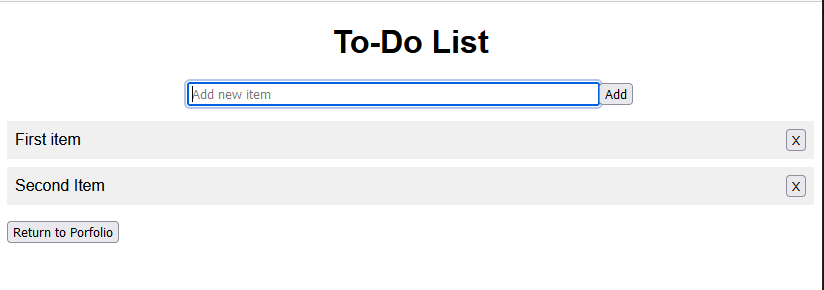 To-Do List
Add new item Add
First item X
Second Item X
Return to Porfolio